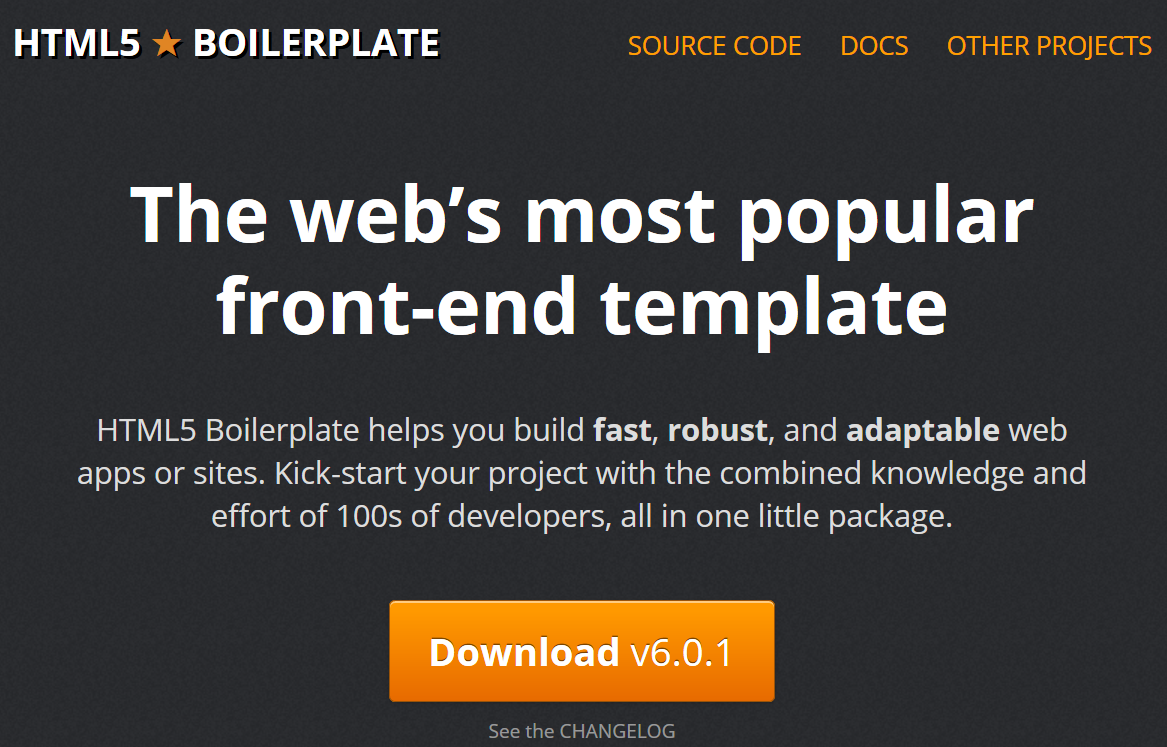 HTML5 ★ BOILERPLATE
SOURCE CODE DOCS OTHER PROJECTS
The web’s most popular
front-end template
HTML5 Boilerplate helps you build fast, robust, and adaptable web
apps or sites. Kick-start your project with the combined knowledge and
effort of 100s of developers, all in one little package.
Download v6.0.1
See the CHANGELOG